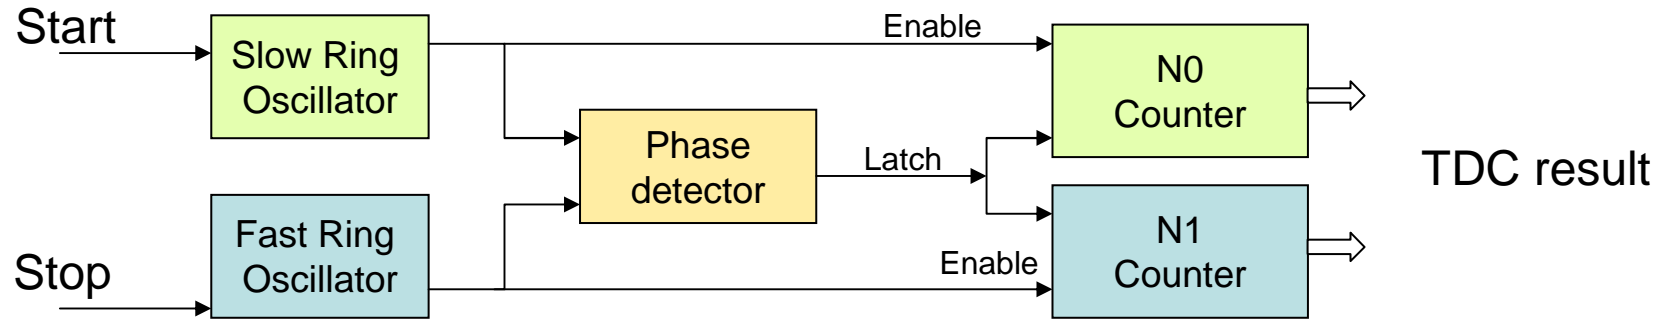 Start
Slow Ring
Oscillator
Enable
N0
Counter
Phase
detector
Latch
TDC result
Stop
Fast Ring
Oscillator
Enable
N1
Counter